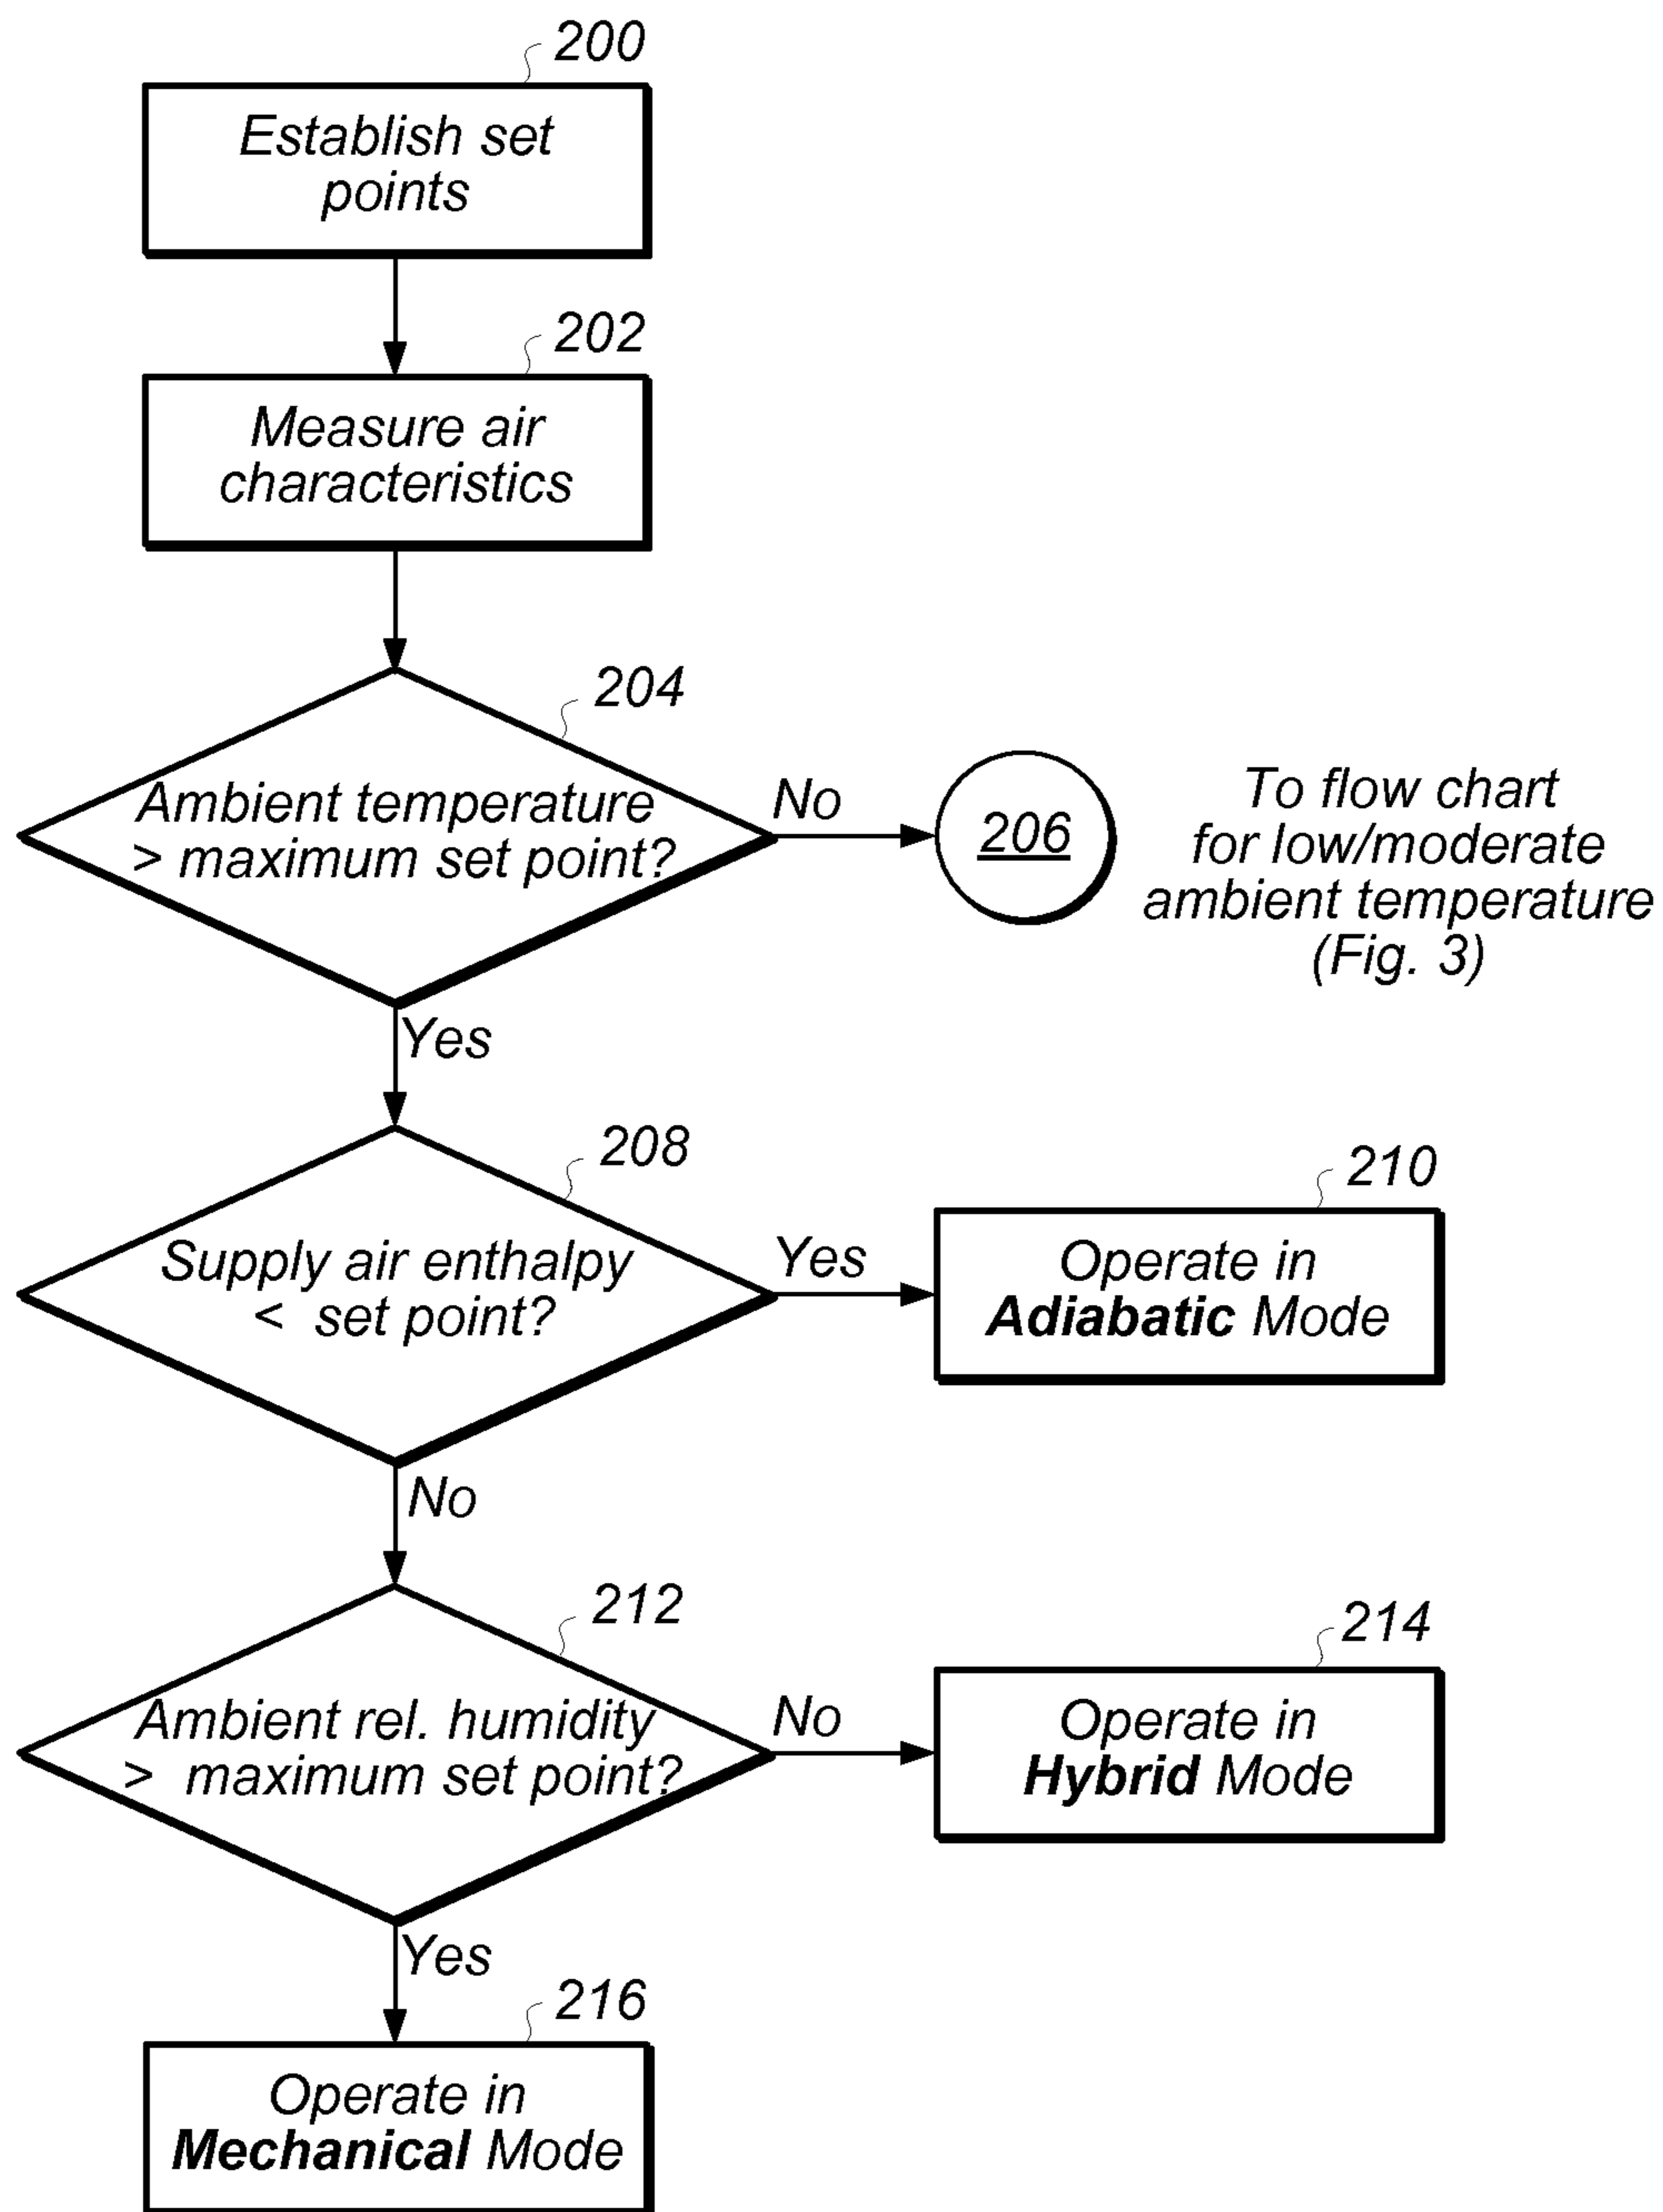 200
Establish set
points
202
Measure air
characteristics
204
Ambient temperature
> maximum set point?
No
206
To flow chart
for low/moderate
ambient temperature
(Fig. 3)
Yes
208
Supply air enthalpy
< set point?
Yes
210
Operate in
Adiabatic Mode
No
212
Ambient rel. humidity
> maximum set point?
No
214
Operate in
Hybrid Mode
Yes
216
Operate in
Mechanical Mode